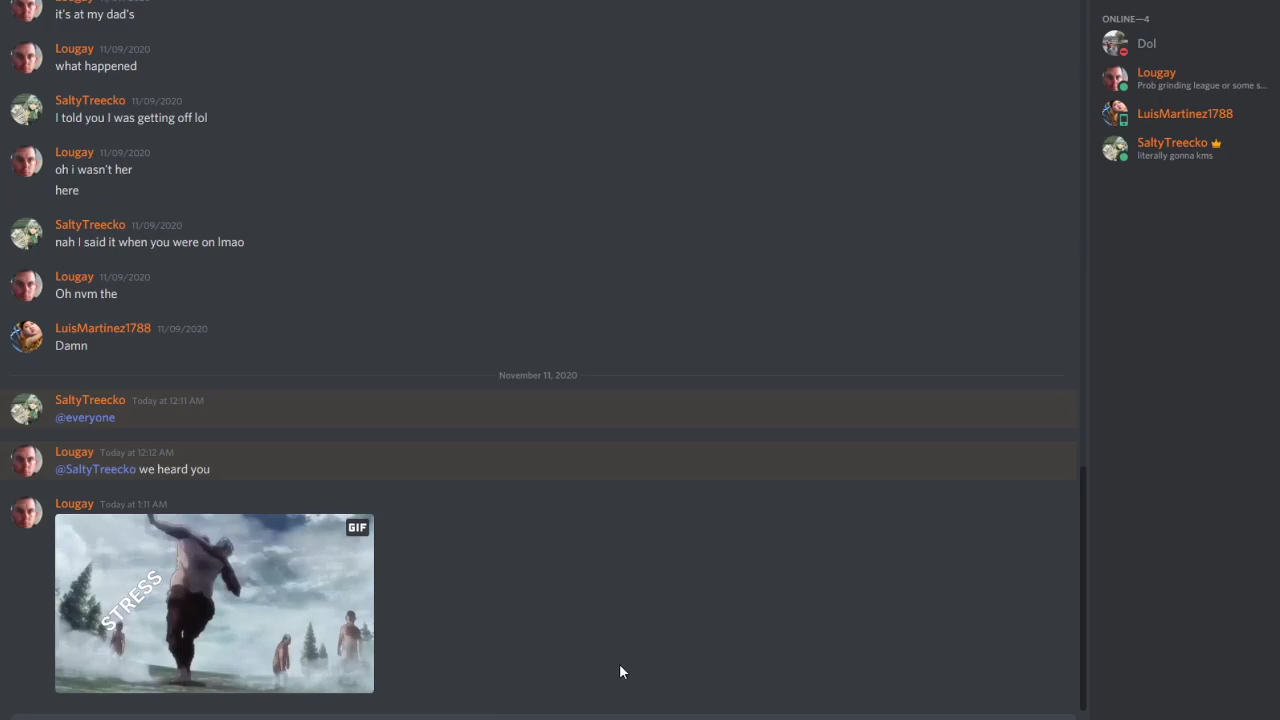 it's at my dad's
Lougay 11/09/2020
what happened
SaltyTreecko 11/09/2020
I told you I was getting off lol
Lougay 11/09/2020
oh i wasn't her
here
SaltyTreecko 11/09/2020
nah I said it when you were on lmao
Lougay 11/09/2020
Oh nvm the
LuisMartinez1788 11/09/2020
Damn
November 11, 2020
SaltyTreecko Today at 12:11 AM
@everyone
Lougay Today at 12:12 AM
@SaltyTreecko we heard you
Lougay Today at 1:11 AM
GIF
STRESS
ONLINE—4
Dol
Lougay
Prob grinding league or some s...
LuisMartinez1788
SaltyTreecko
literally gonna kms